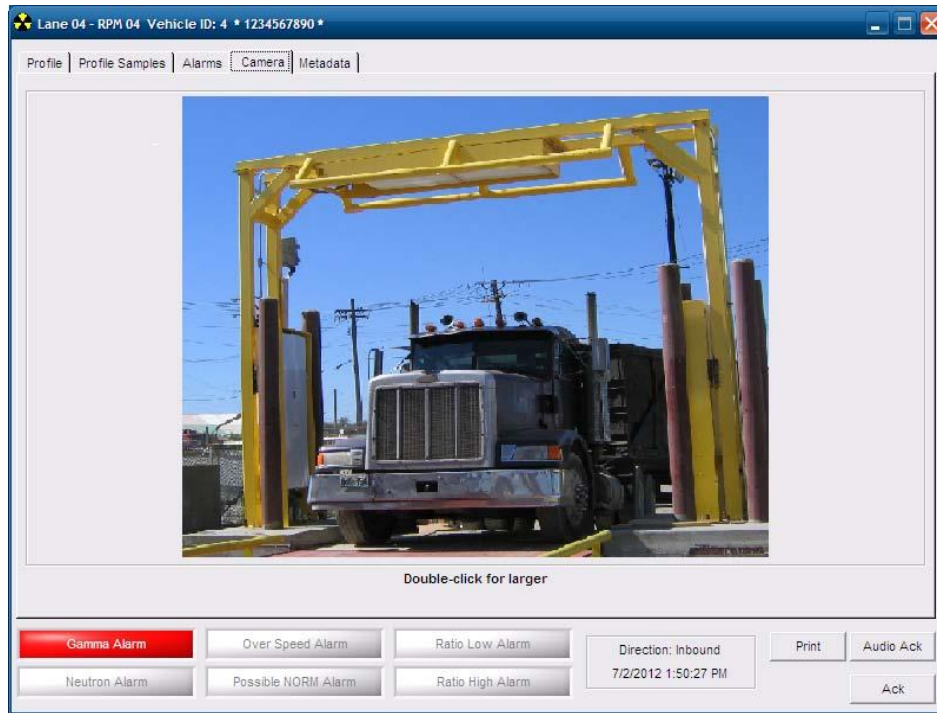 Lane 04 - RPM 04 Vehicle ID: 4 * 1234567890 *
Profile
Profile Samples
Alarms
Camera
Metadata
Double-click for larger
Gamma Alarm
Over Speed Alarm
Ratio Low Alarm
Neutron Alarm
Possible NORM Alarm
Ratio High Alarm
Direction: Inbound
7/2/2012 1:50:27 PM
Print
Audio Ack
Ack